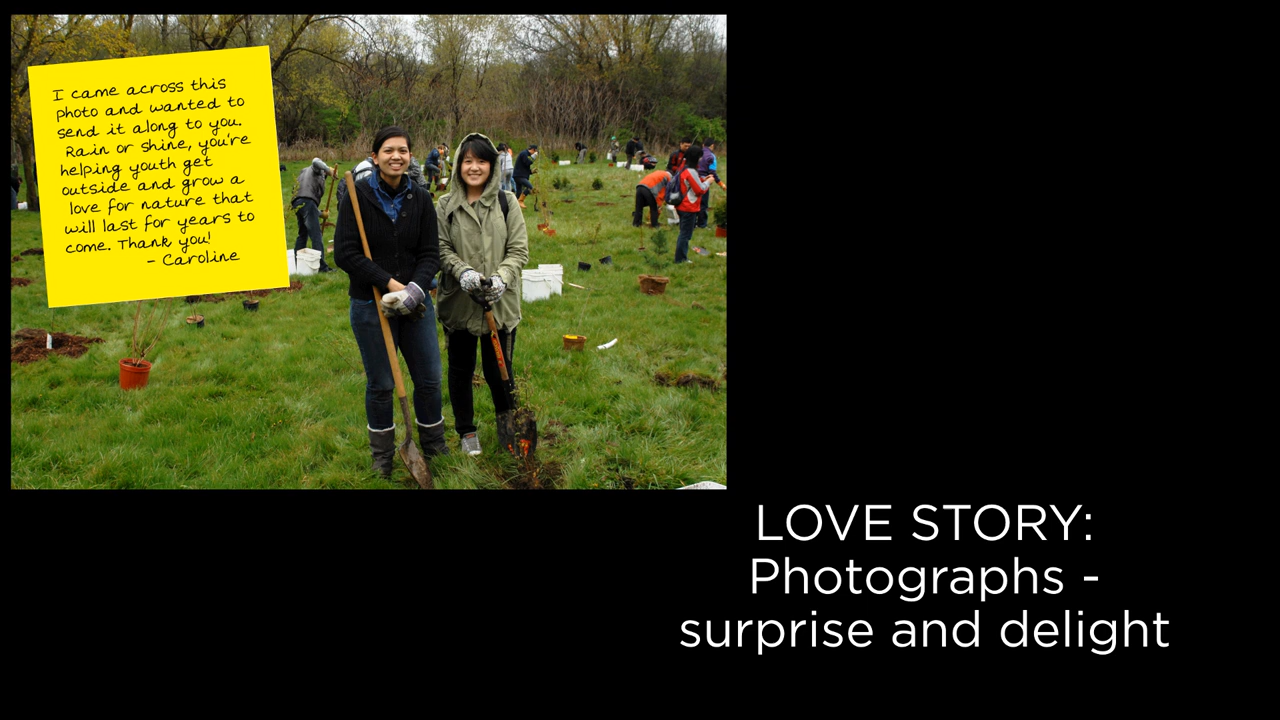 I came across this
photo and wanted to
send it along to you.
Rain or shine, you're
helping youth get
outside and grow a
love for nature that
will last for years to
come. Thank you!
- Caroline
LOVE STORY:
Photographs -
surprise and delight